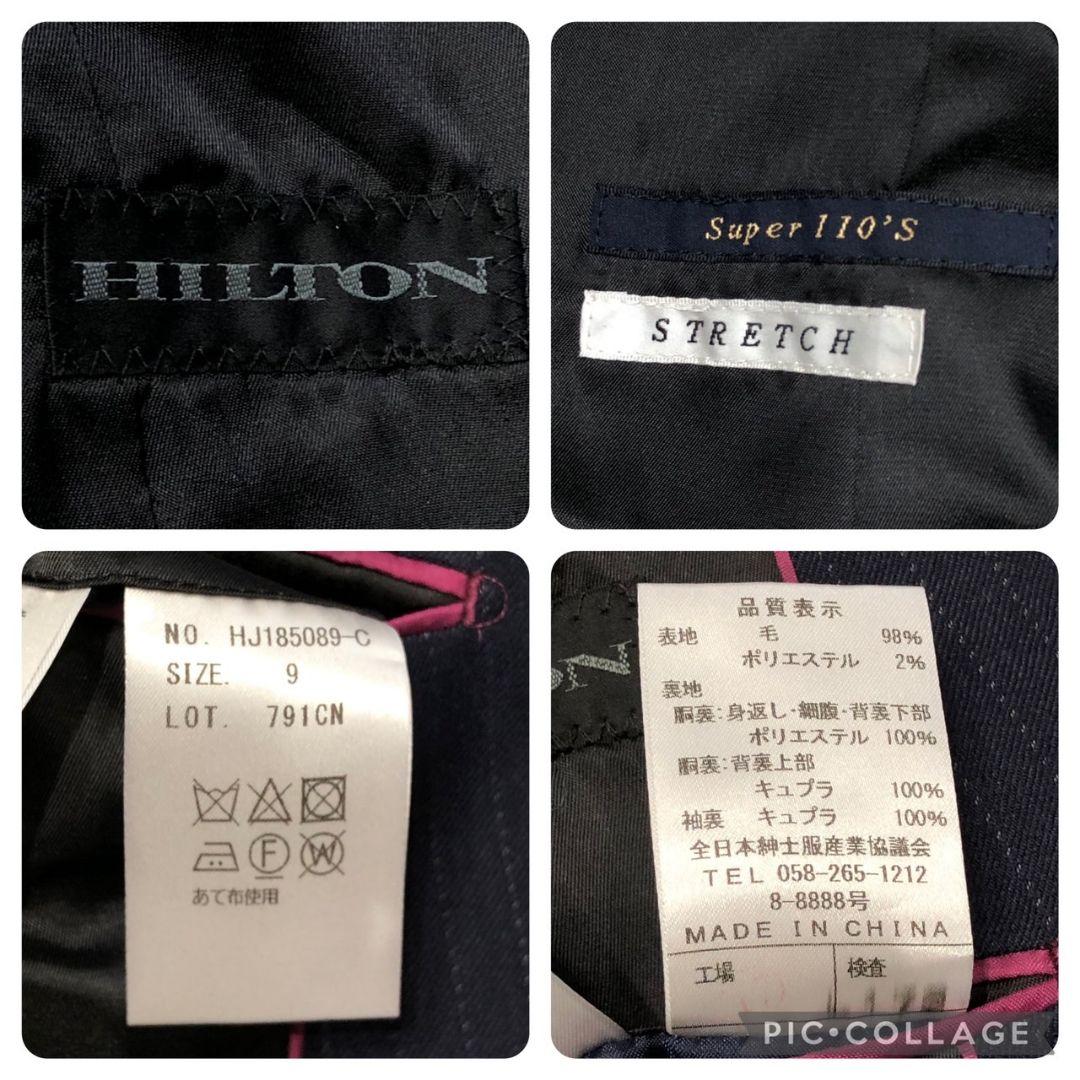 HILTON
Super 110'S
STRETCH
NO. HJ185089-C
SIZE. 9
LOT. 791CN
F
W
あて布使用
品質表示
表地 毛 98%
ポリエステル 2%
裏地
胴裏:身返し・細腹・背裏下部
ポリエステル 100%
胴裏:背裏上部
キュプラ 100%
袖裏 キュプラ 100%
全日本紳士服産業協議会
TEL 058-265-1212
8-8888号
MADE IN CHINA
工場 検査
PIC•COLLAGE